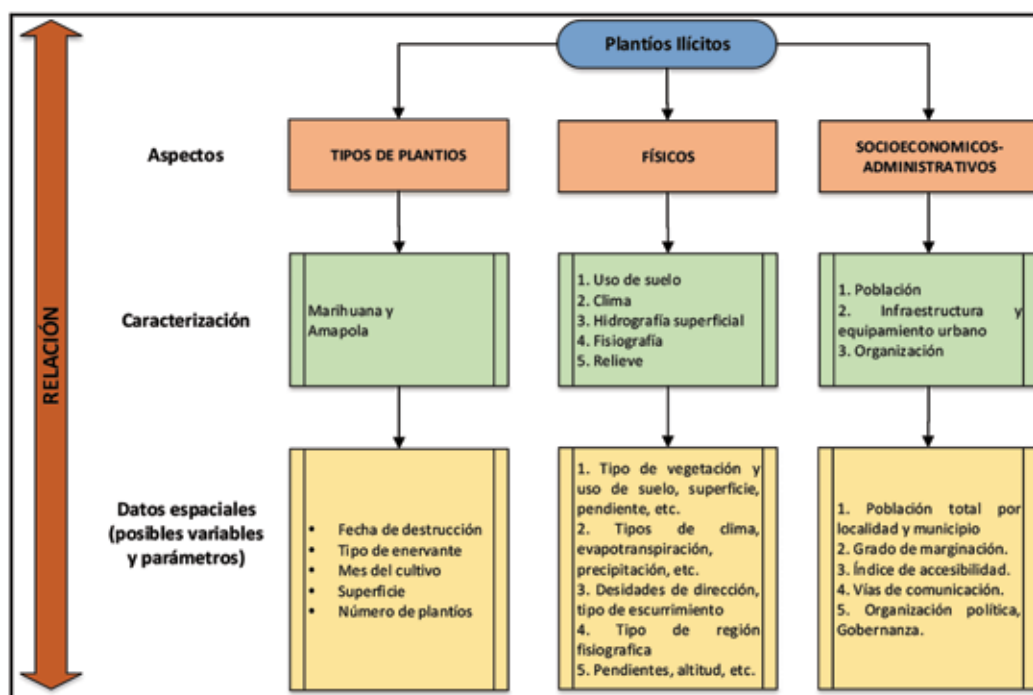 Plantíos Ilícitos
Aspectos
TIPOS DE PLANTIOS
FÍSICOS
SOCIOECONOMICOS-
ADMINISTRATIVOS
RELACIÓN
Caracterización
Marihuana y
Amapola
1. Uso de suelo
2. Clima
3. Hidrografía superficial
4. Fisiografía
5. Relieve
1. Población
2. Infraestructura y
equipamiento urbano
3. Organización
Datos espaciales
(posibles variables
y parámetros)
• Fecha de destrucción
• Tipo de enervante
• Mes del cultivo
• Superficie
• Número de plantíos
1. Tipo de vegetación y
uso de suelo, superficie,
pendiente, etc.
2. Tipos de clima,
evapotranspiración,
precipitación, etc.
3. Desidades de dirección,
tipo de escurrimiento
4. Tipo de región
fisiografica
5. Pendientes, altitud, etc.
1. Población total por
localidad y municipio
2. Grado de marginación.
3. Índice de accesibilidad.
4. Vías de comunicación.
5. Organización política,
Gobernanza.